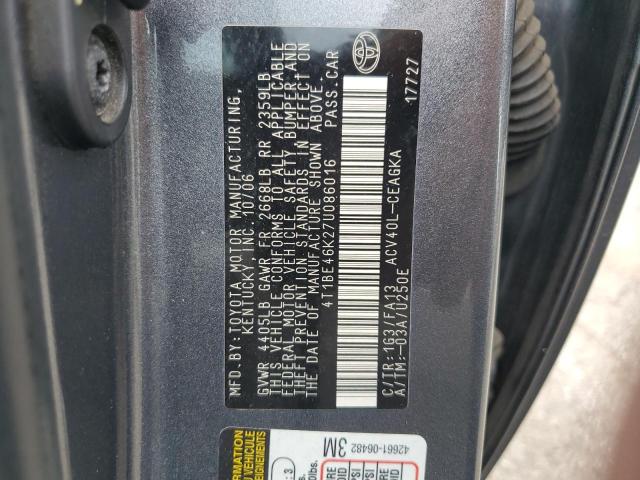 MFD. BY: TOYOTA MOTOR MANUFACTURING,
KENTUCKY, INC. 10/06
GVWR 4405LB GAWR FR 2668LB RR 2359LB
THIS VEHICLE CONFORMS TO ALL APPLICABLE
FEDERAL MOTOR VEHICLE SAFETY, BUMPER, AND
THEFT PREVENTION STANDARDS IN EFFECT ON
THE DATE OF MANUFACTURE SHOWN ABOVE.
4T1BE46K27U086016 PASS. CAR
C/TR: 1G3/FA13 ACV40L-CEAGKA
A/TM: -03A/U250E 17727
42661-06482
3M